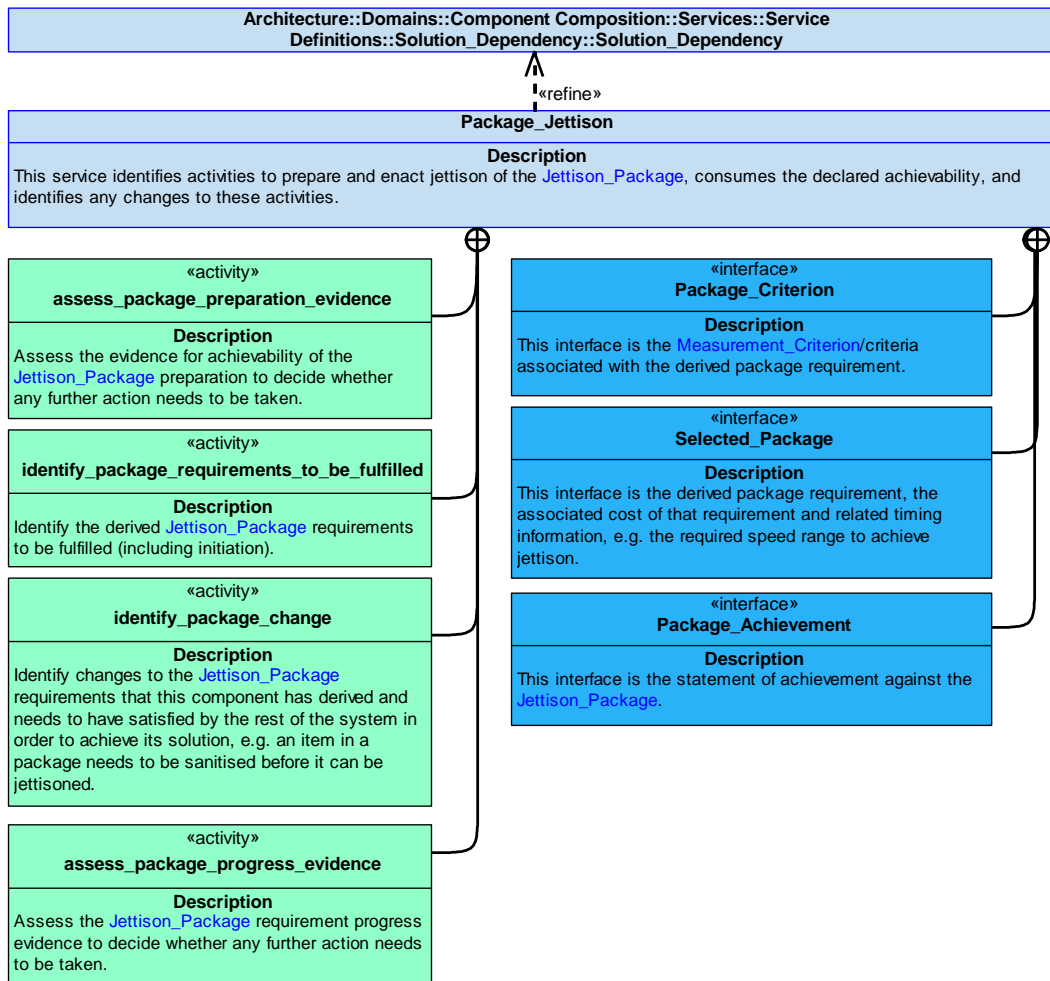 Architecture::Domains::Component Composition::Services::Service
Definitions::Solution_Dependency::Solution_Dependency
«refine»
Package_Jettison
Description
This service identifies activities to prepare and enact jettison of the Jettison_Package, consumes the declared achievability, and
identifies any changes to these activities.
«activity»
assess_package_preparation_evidence
Description
Assess the evidence for achievability of the
Jettison_Package preparation to decide whether
any further action needs to be taken.
«activity»
identify_package_requirements_to_be_fulfilled
Description
Identify the derived Jettison_Package requirements
to be fulfilled (including initiation).
«activity»
identify_package_change
Description
Identify changes to the Jettison_Package
requirements that this component has derived and
needs to have satisfied by the rest of the system in
order to achieve its solution, e.g. an item in a
package needs to be sanitised before it can be
jettisoned.
«activity»
assess_package_progress_evidence
Description
Assess the Jettison_Package requirement progress
evidence to decide whether any further action needs
to be taken.
«interface»
Package_Criterion
Description
This interface is the Measurement_Criterion/criteria
associated with the derived package requirement.
«interface»
Selected_Package
Description
This interface is the derived package requirement, the
associated cost of that requirement and related timing
information, e.g. the required speed range to achieve
jettison.
«interface»
Package_Achievement
Description
This interface is the statement of achievement against the
Jettison_Package.